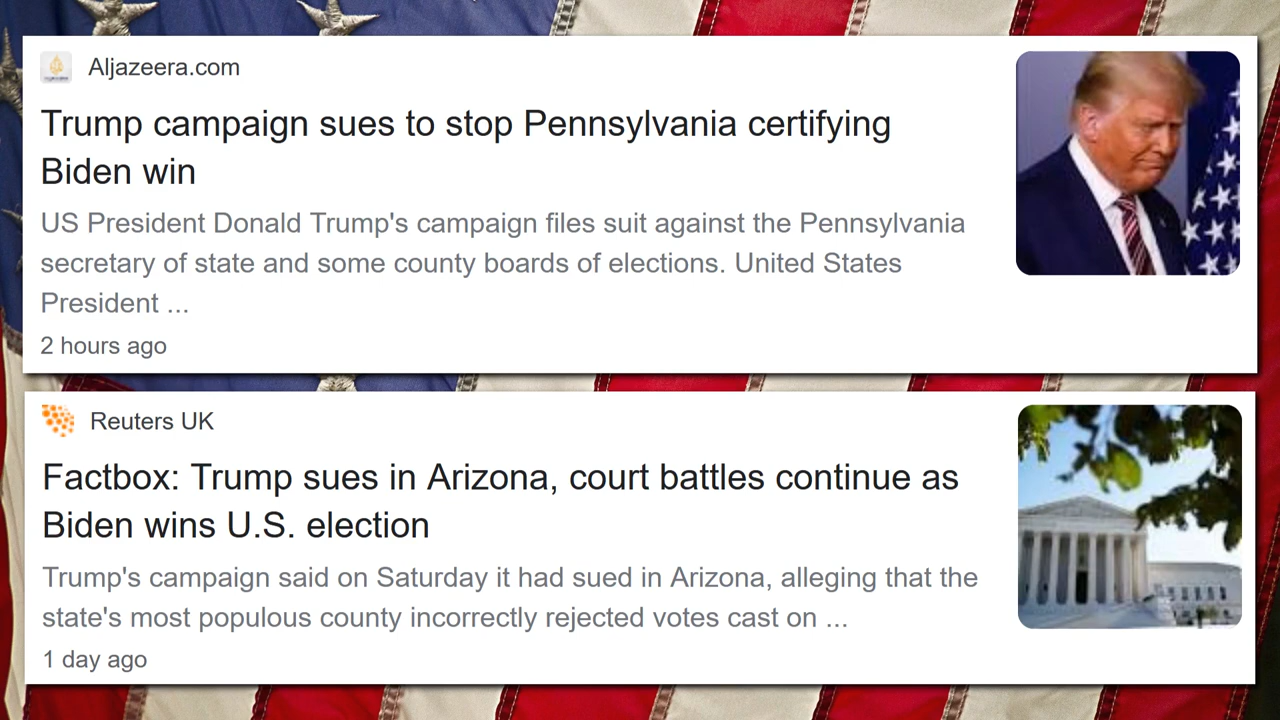 Aljazeera.com
Trump campaign sues to stop Pennsylvania certifying
Biden win
US President Donald Trump's campaign files suit against the Pennsylvania
secretary of state and some county boards of elections. United States
President ...
2 hours ago
Reuters UK
Factbox: Trump sues in Arizona, court battles continue as
Biden wins U.S. election
Trump's campaign said on Saturday it had sued in Arizona, alleging that the
state's most populous county incorrectly rejected votes cast on ...
1 day ago